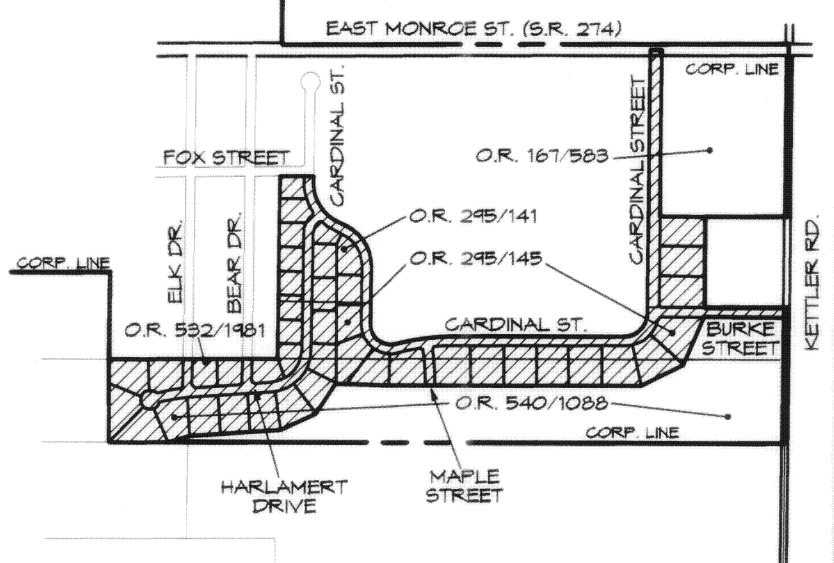 EAST MONROE ST. (S.R. 274)
CORP. LINE
CARDINAL ST.
CARDINAL STREET
FOX STREET
O.R. 167/583
O.R. 295/141
O.R. 295/145
ELK DR.
BEAR DR.
KETTLER RD.
CORP. LINE
O.R. 532/1981
CARDINAL ST.
BURKE
STREET
O.R. 540/1088
CORP. LINE
HARLAMERT
DRIVE
MAPLE
STREET